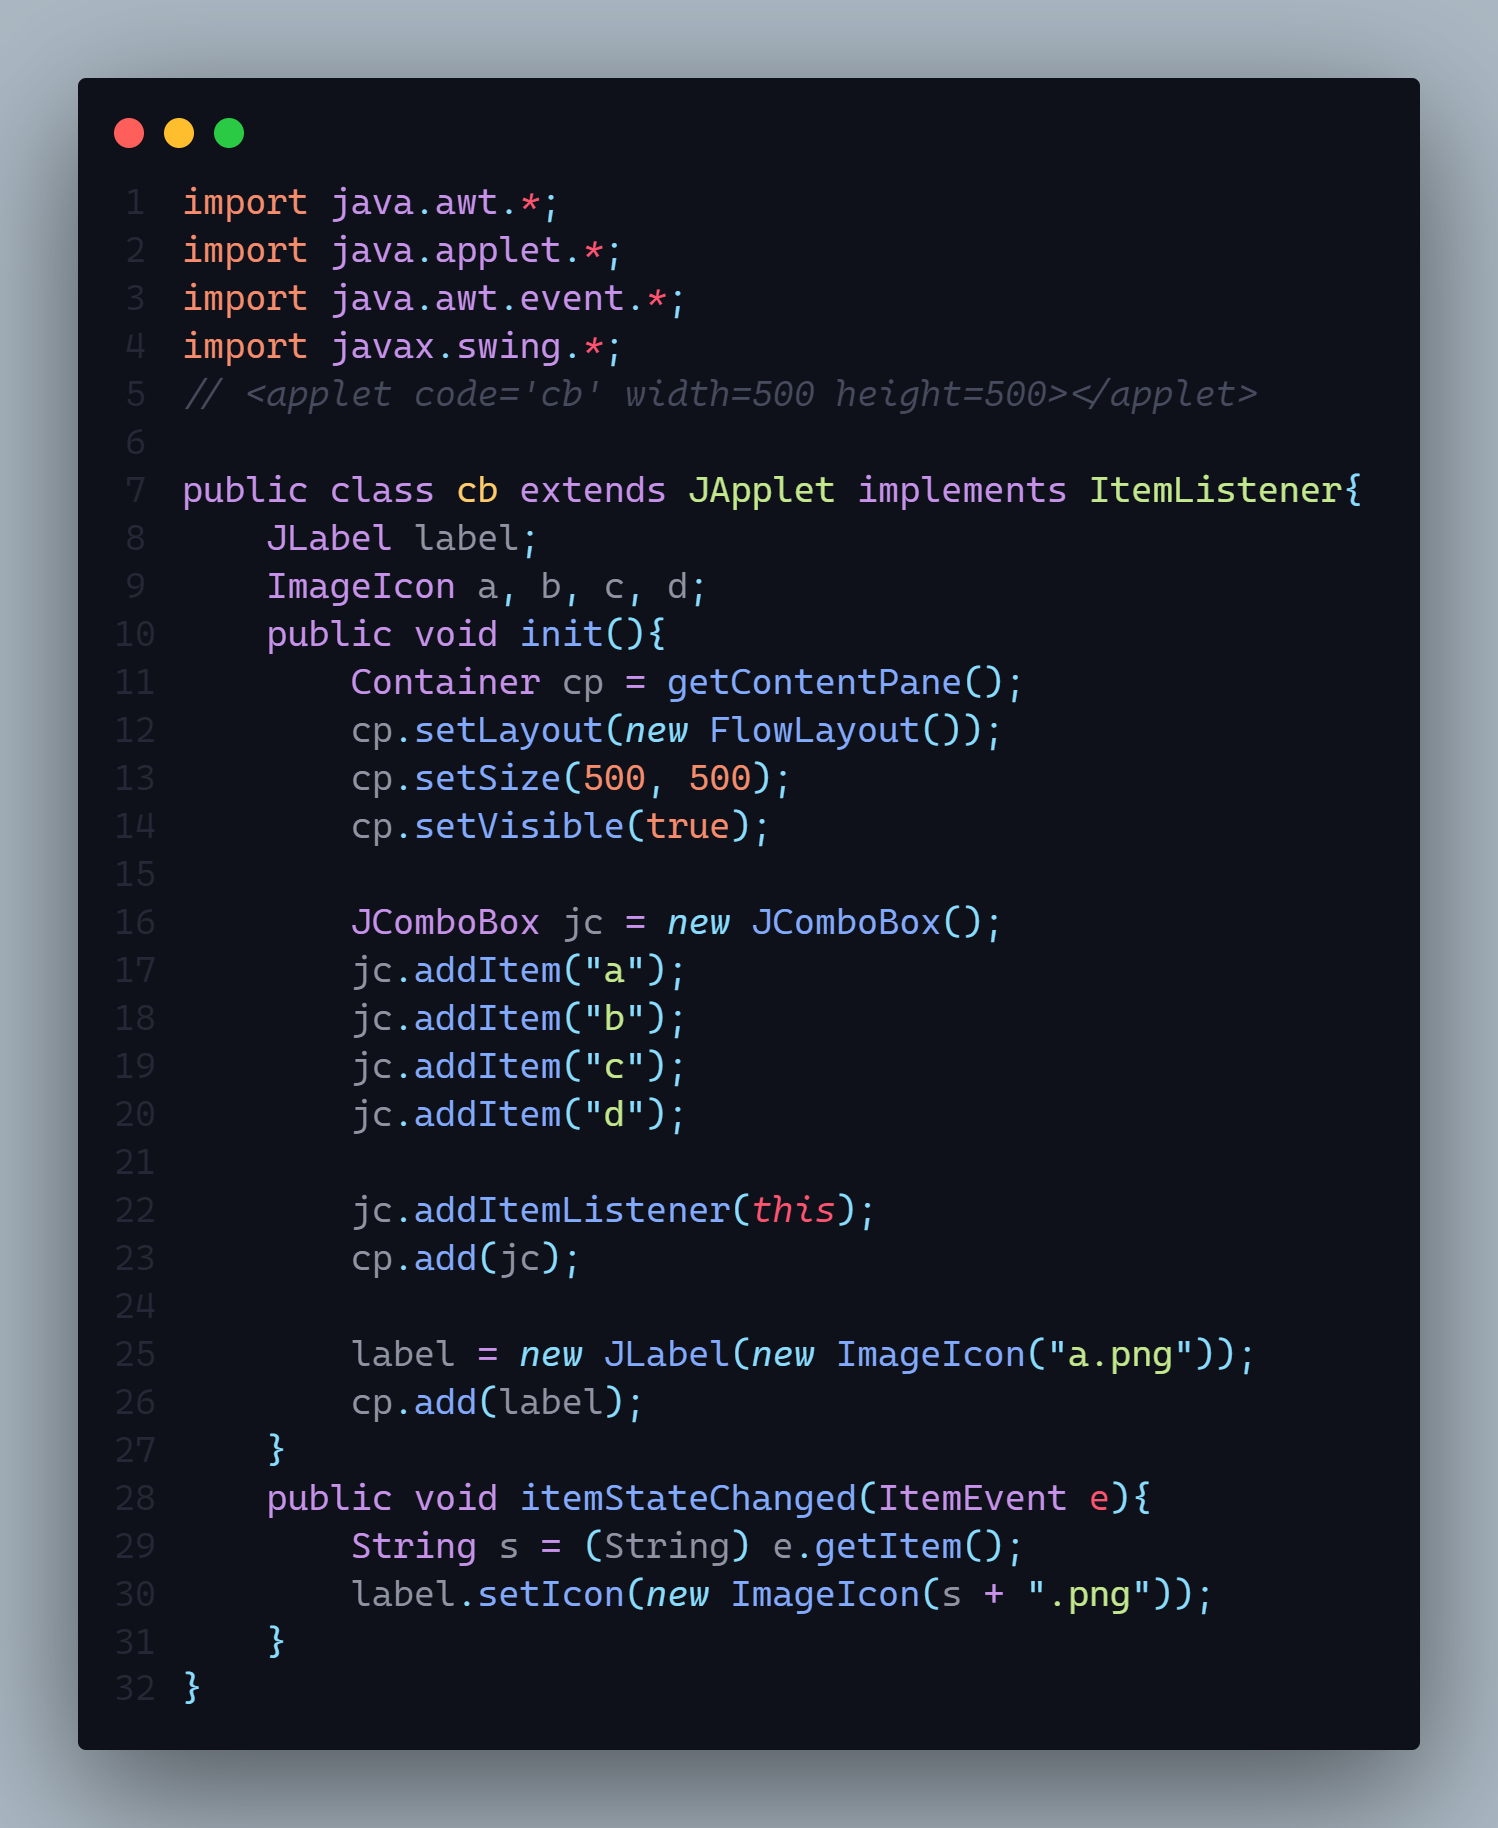 1 import java.awt.*;
2 import java.applet.*;
3 import java.awt.event.*;
4 import javax.swing.*;
5 // <applet code='cb' width=500 height=500></applet>
6
7 public class cb extends JApplet implements ItemListener{
8     JLabel label;
9     ImageIcon a, b, c, d;
10     public void init(){
11         Container cp = getContentPane();
12         cp.setLayout(new FlowLayout());
13         cp.setSize(500, 500);
14         cp.setVisible(true);
15
16         JComboBox jc = new JComboBox();
17         jc.addItem("a");
18         jc.addItem("b");
19         jc.addItem("c");
20         jc.addItem("d");
21
22         jc.addItemListener(this);
23         cp.add(jc);
24
25         label = new JLabel(new ImageIcon("a.png"));
26         cp.add(label);
27     }
28     public void itemStateChanged(ItemEvent e){
29         String s = (String) e.getItem();
30         label.setIcon(new ImageIcon(s + ".png"));
31     }
32 }